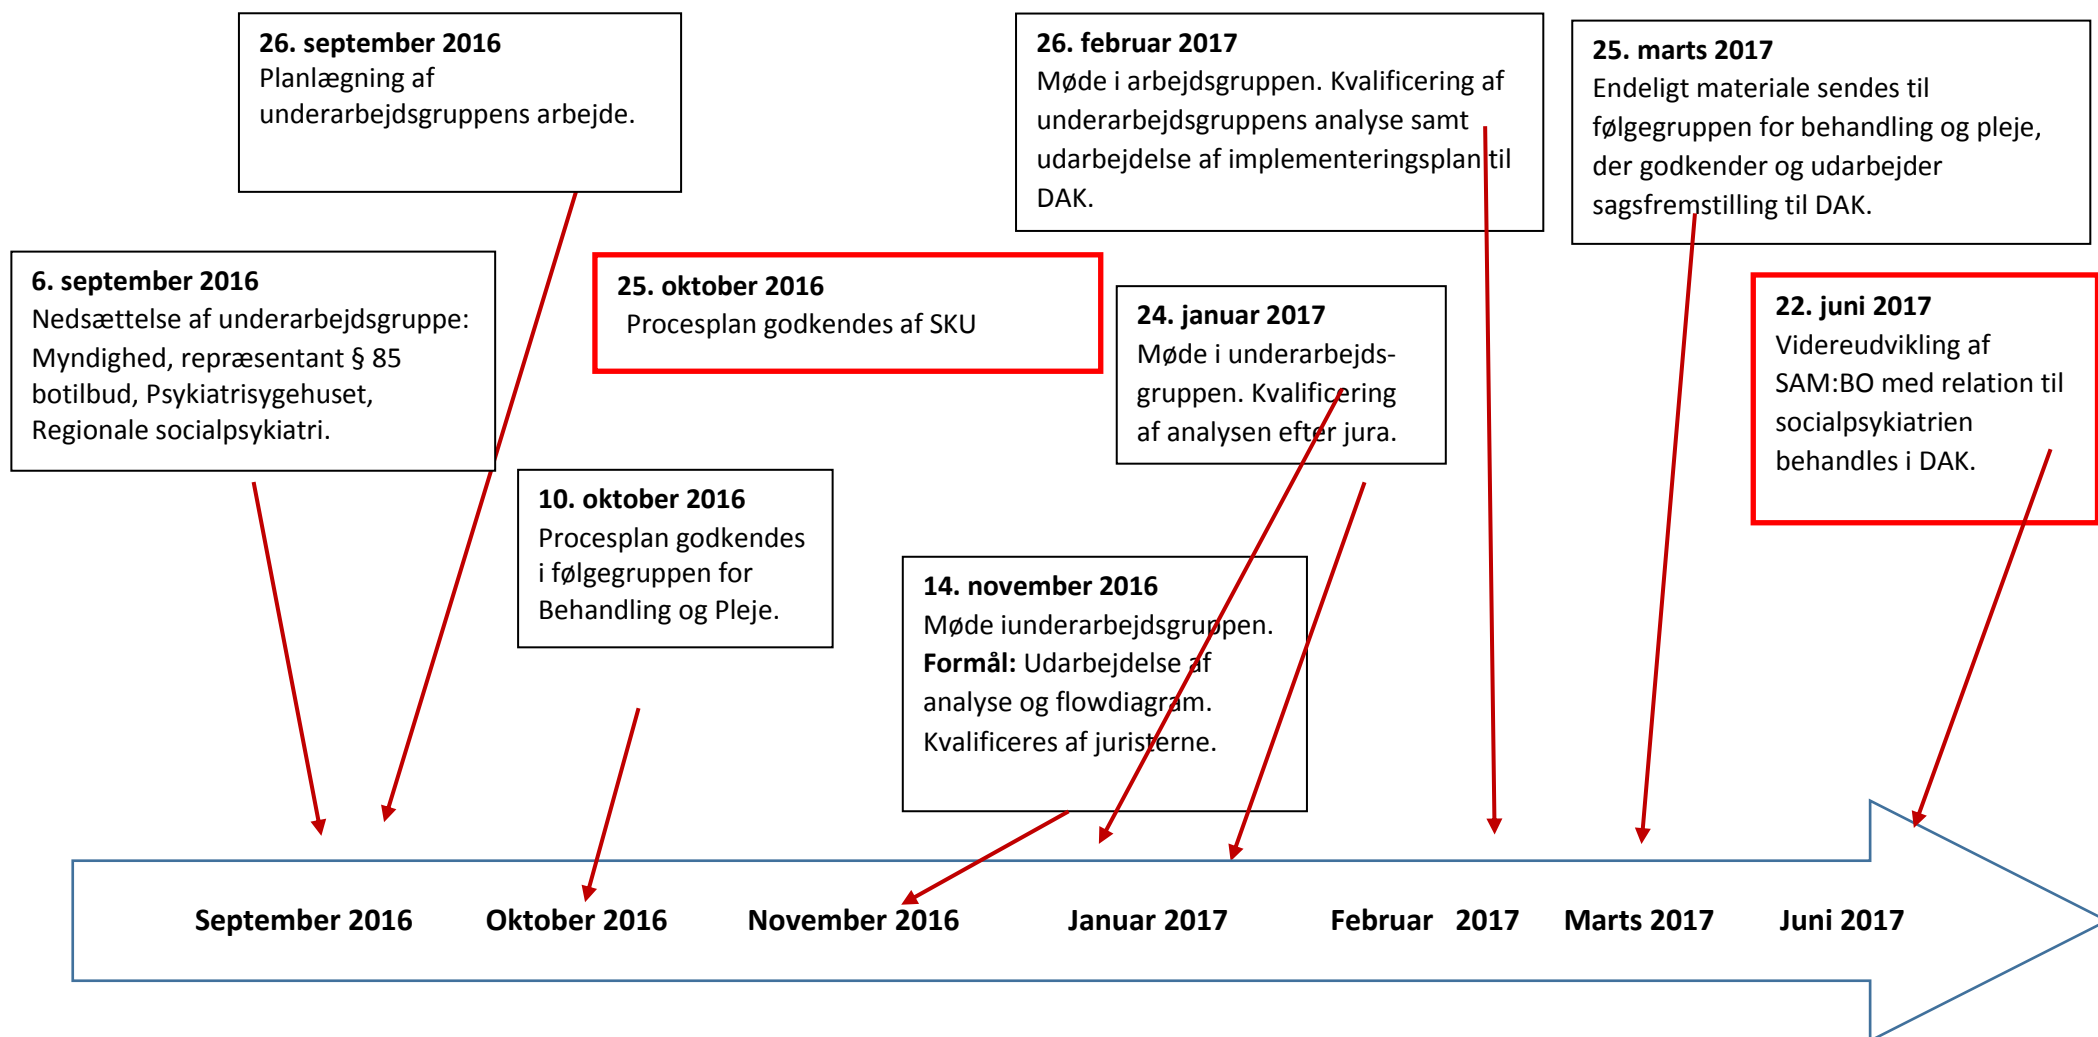 26. september 2016
Planlægning af
underarbejdsgruppens arbejde.
26. februar 2017
Møde i arbejdsgruppen. Kvalificering af
underarbejdsgruppens analyse samt
udarbejdelse af implementeringsplan til
DAK.
25. marts 2017
Endeligt materiale sendes til
følgegruppen for behandling og pleje,
der godkender og udarbejder
sagsfremstilling til DAK.
6. september 2016
Nedsættelse af underarbejdsgruppe:
Myndighed, repræsentant § 85
botilbud, Psykiatrisygehuset,
Regionale socialpsykiatri.
25. oktober 2016
Procesplan godkendes af SKU
24. januar 2017
Møde i underarbejds-
gruppen. Kvalificering
af analysen efter jura.
22. juni 2017
Videreudvikling af
SAM:BO med relation til
socialpsykiatrien
behandles i DAK.
10. oktober 2016
Procesplan godkendes
i følgegruppen for
Behandling og Pleje.
14. november 2016
Møde iunderarbejdsgruppen.
Formål: Udarbejdelse af
analyse og flowdiagram.
Kvalificeres af juristerne.
September 2016 Oktober 2016 November 2016 Januar 2017 Februar 2017 Marts 2017 Juni 2017